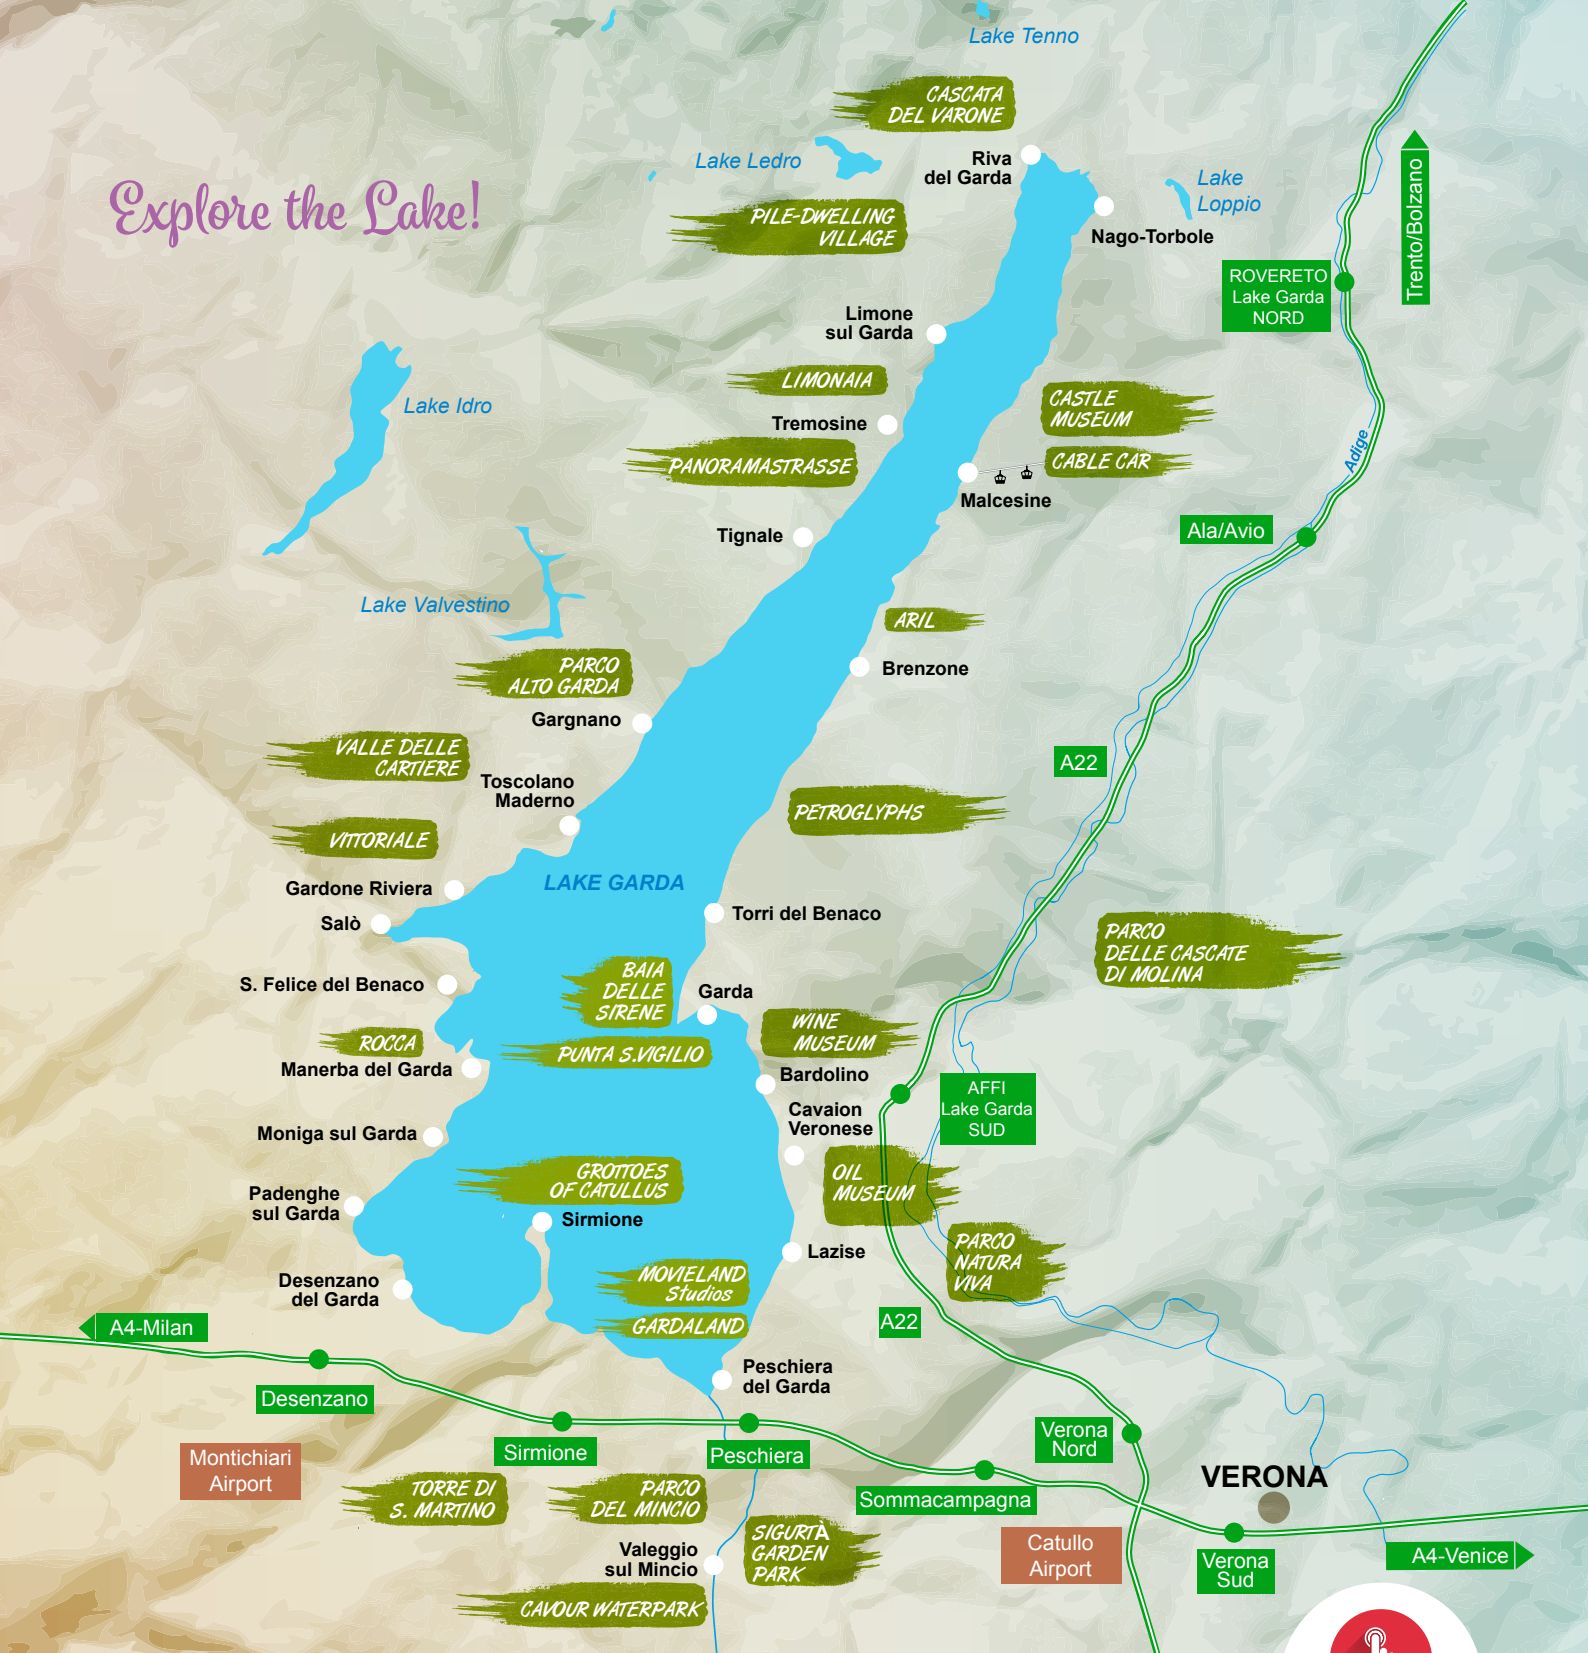 Lake Tenno
CASCATA
DEL VARONE
Lake Ledro
Riva
del Garda
Lake
Loppio
Explore the Lake!
PILE-DWELLING
VILLAGE
Nago-Torbole
Trento/Bolzano
ROVERETO
Lake Garda
NORD
Limone
sul Garda
LIMONAIA
Lake Idro
CASTLE
MUSEUM
Tremosine
PANORAMASTRASSE
CABLE CAR
Adige
Malcesine
Tignale
Ala/Avio
Lake Valvestino
ARIL
PARCO
ALTO GARDA
Brenzone
Gargnano
VALLE DELLE
CARTIERE
A22
Toscolano
Maderno
PETROGLYPHS
VITTORIALE
LAKE GARDA
Gardone Riviera
Salò
Torri del Benaco
PARCO
DELLE CASCATE
DI MOLINA
S. Felice del Benaco
BAIA
DELLE
SIRENE
Garda
WINE
MUSEUM
ROCCA
PUNTA S.VIGILIO
Manerba del Garda
Bardolino
AFFI
Lake Garda
SUD
Cavaion
Veronese
Moniga sul Garda
GROTTOES
OF CATULLUS
OIL
MUSEUM
Padenghe
sul Garda
Sirmione
Lazise
PARCO
NATURA
VIVA
Desenzano
del Garda
MOVIELAND
Studios
GARDALAND
A4-Milan
A22
Peschiera
del Garda
Desenzano
Sirmione
Peschiera
Verona
Nord
Montichiari
Airport
VERONA
TORRE DI
S. MARTINO
PARCO
DEL MINCIO
Sommacampagna
SIGURTÀ
GARDEN
PARK
Valeggio
sul Mincio
Catullo
Airport
Verona
Sud
A4-Venice
CAVOUR WATERPARK